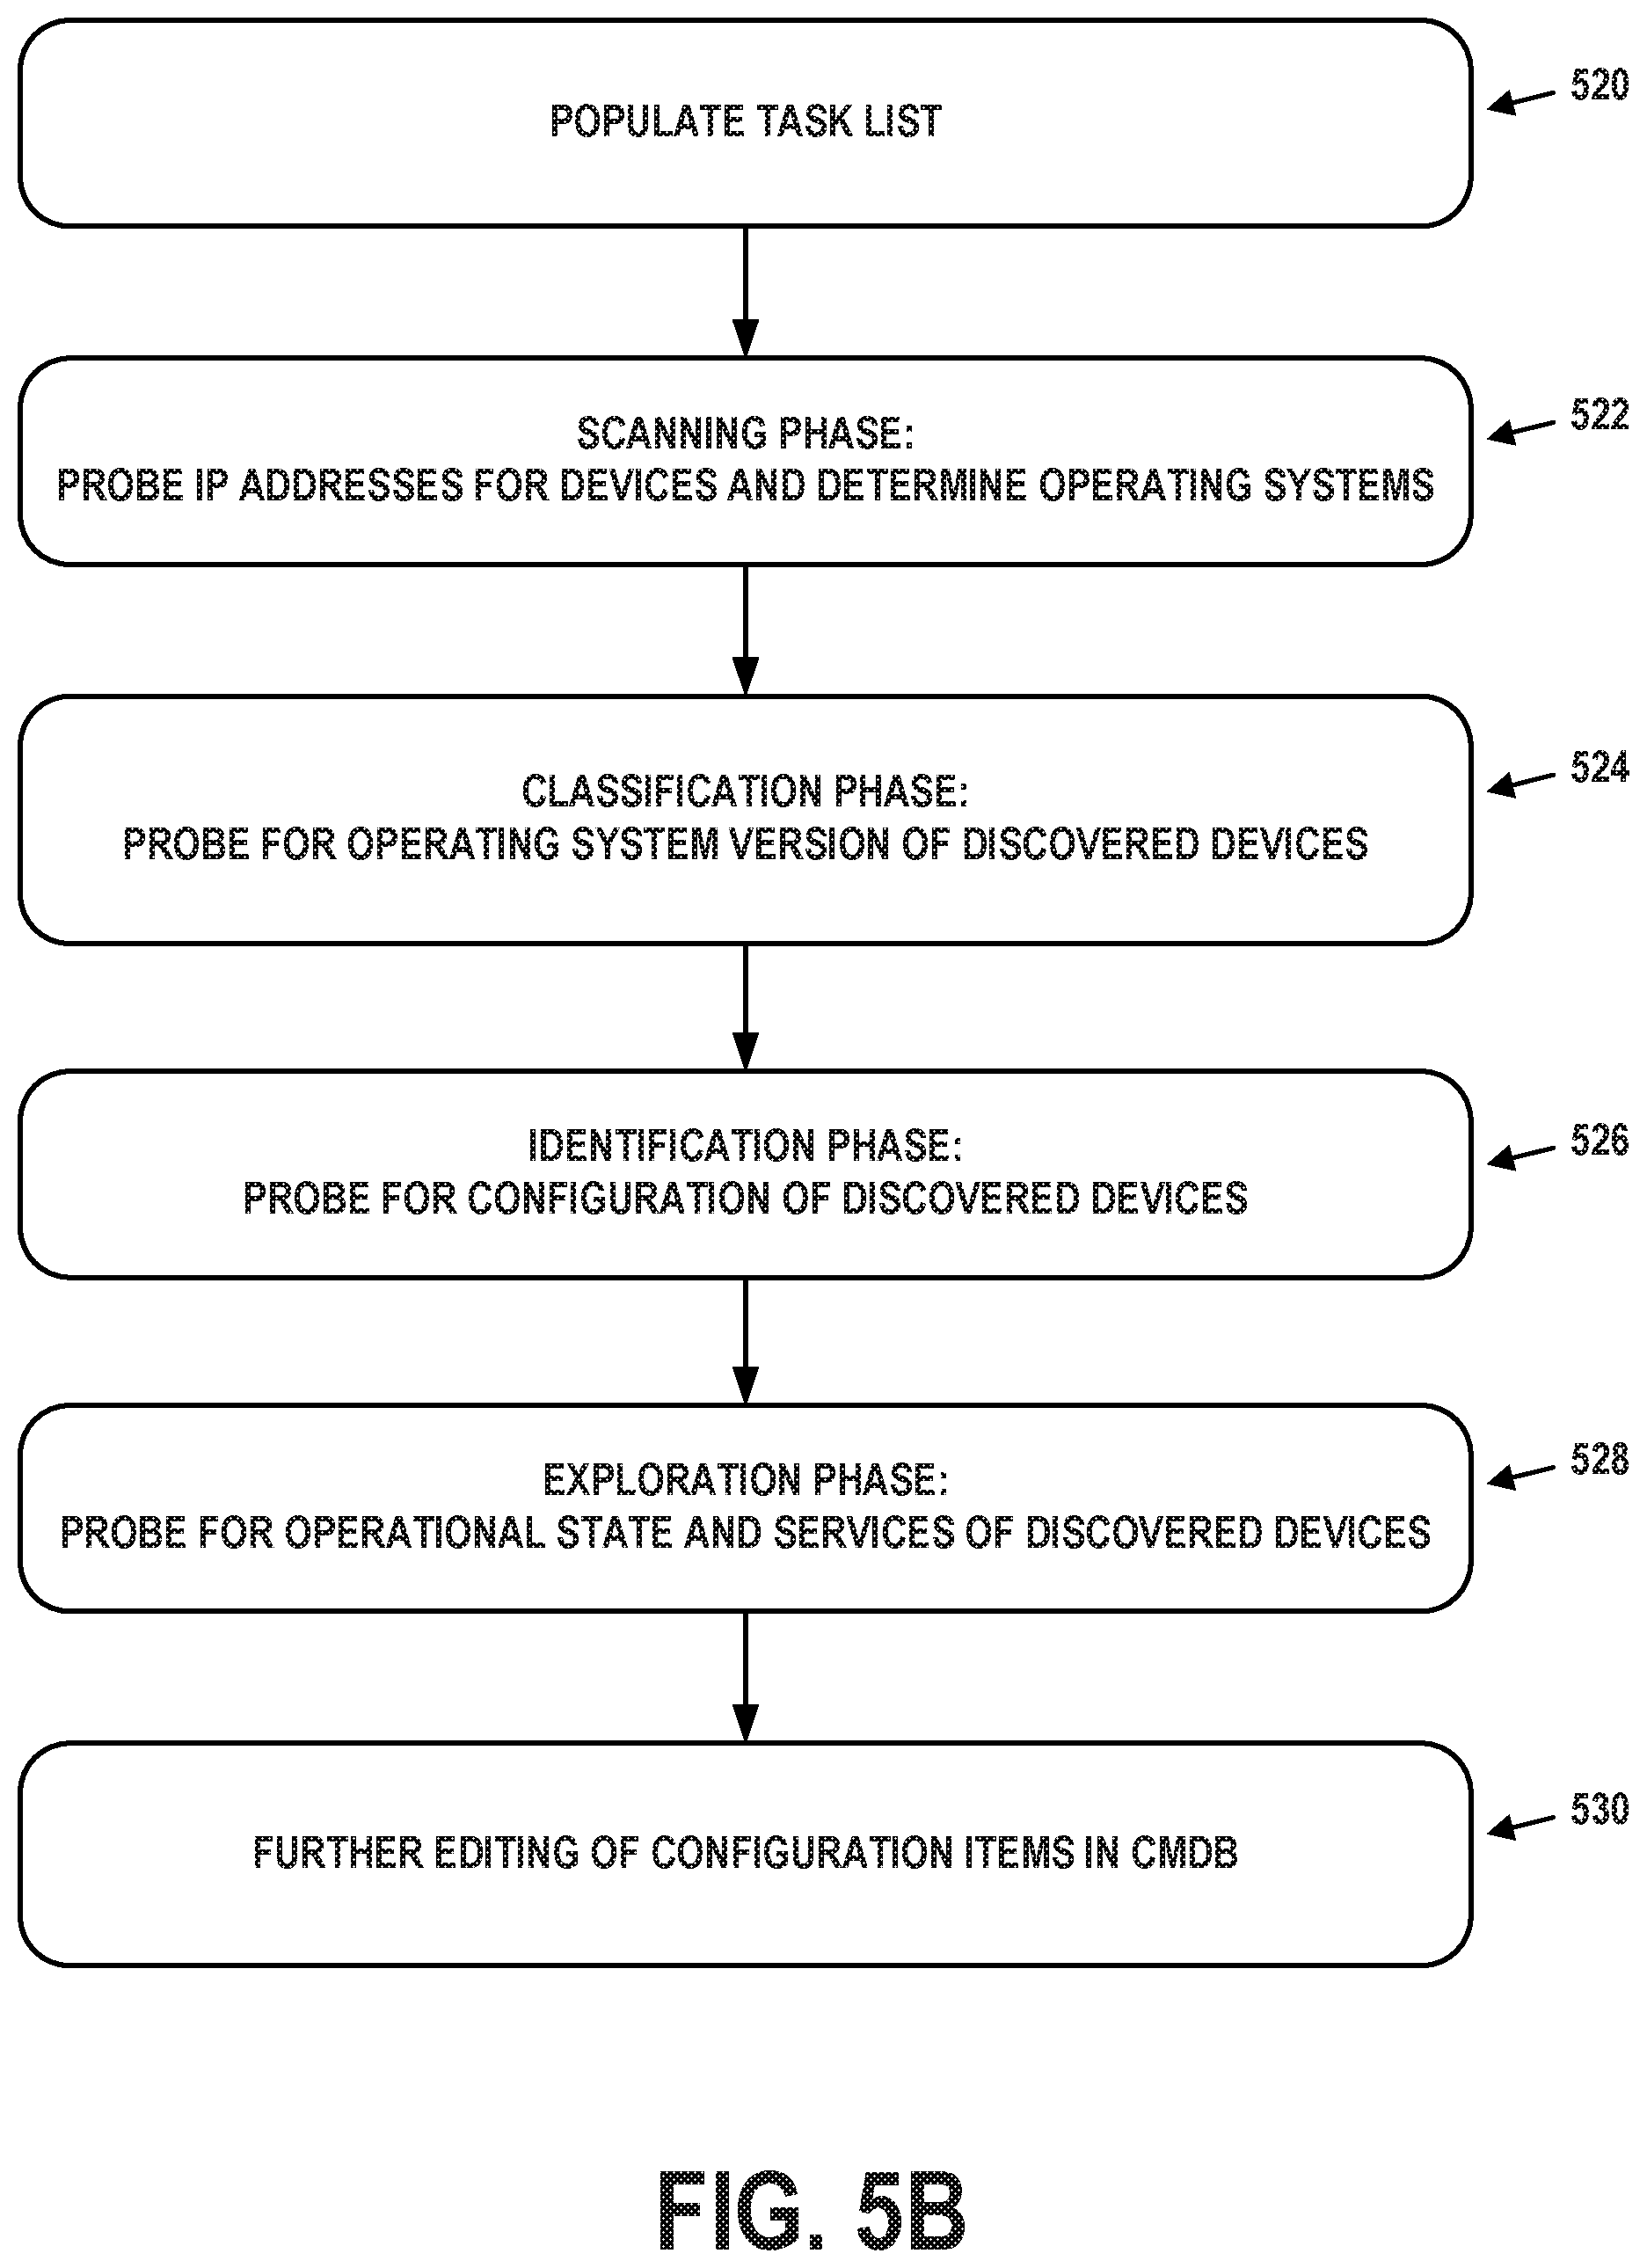 POPULATE TASK LIST
520
SCANNING PHASE:
PROBE IP ADDRESSES FOR DEVICES AND DETERMINE OPERATING SYSTEMS
522
CLASSIFICATION PHASE:
PROBE FOR OPERATING SYSTEM VERSION OF DISCOVERED DEVICES
524
IDENTIFICATION PHASE:
PROBE FOR CONFIGURATION OF DISCOVERED DEVICES
526
EXPLORATION PHASE:
PROBE FOR OPERATIONAL STATE AND SERVICES OF DISCOVERED DEVICES
528
FURTHER EDITING OF CONFIGURATION ITEMS IN CMDB
530
FIG. 5B